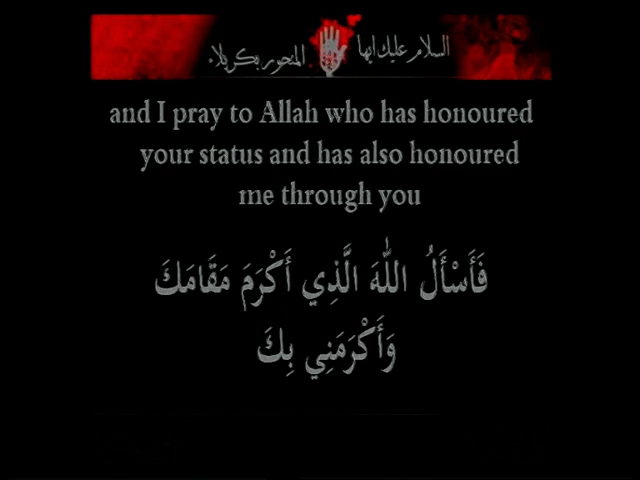 السلام عليك ايها المنحور بكربلاء
and I pray to Allah who has honoured
your status and has also honoured
me through you
فَأَسْأَلُ اللّٰهَ الَّذِي أَكْرَمَ مَقَامَكَ
وَأَكْرَمَنِي بِكَ